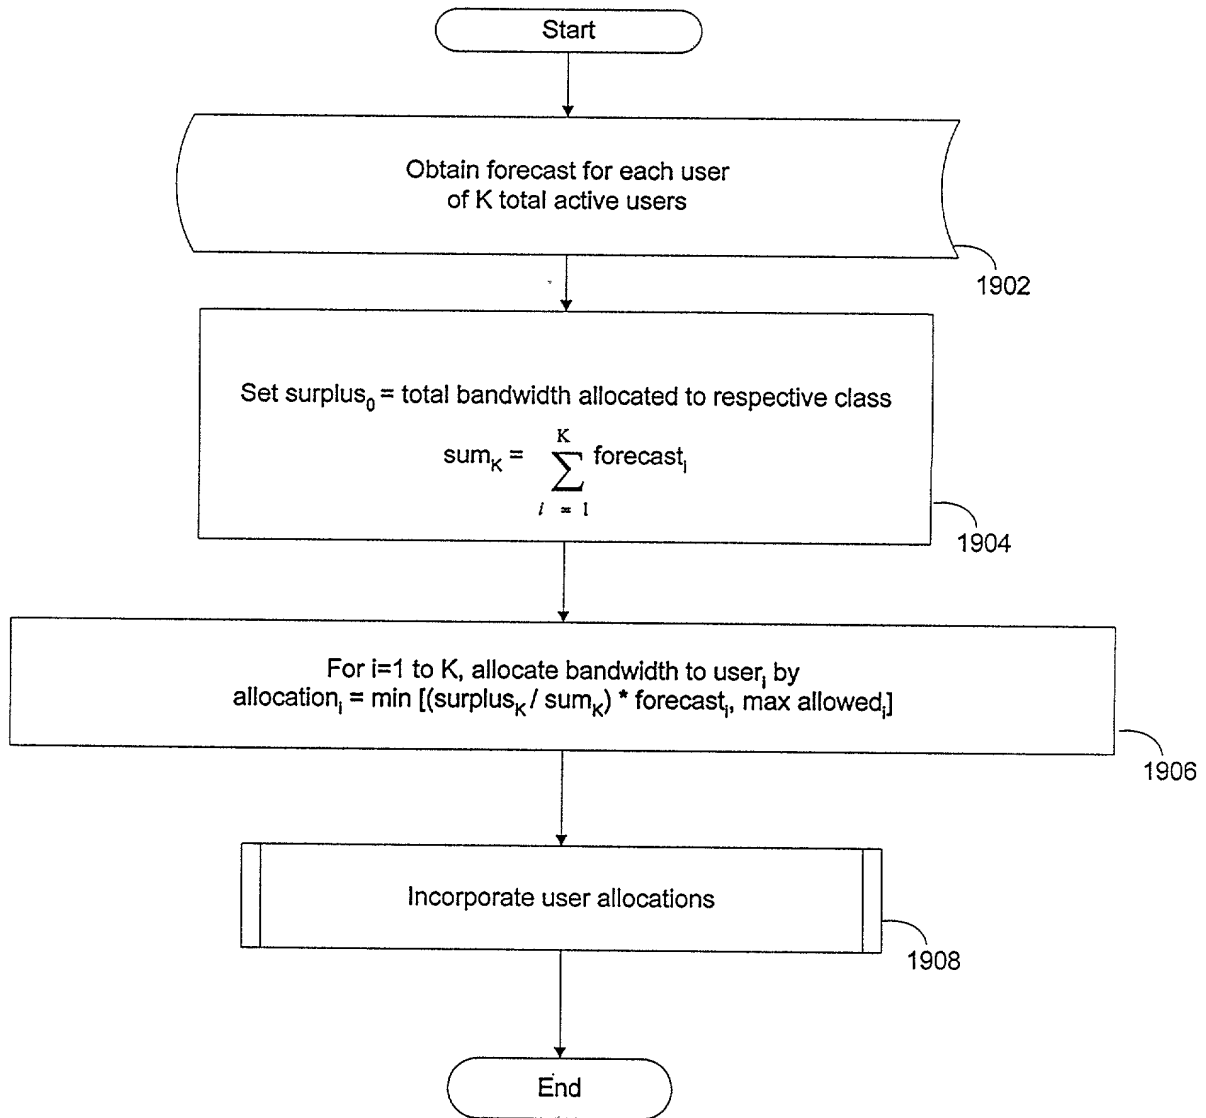 Start
Obtain forecast for each user
of K total active users
1902
Set surplus₀ = total bandwidth allocated to respective class
K
sumK = ∑ forecasti
i = 1
1904
For i=1 to K, allocate bandwidth to useri by
allocationi = min [(surplusK / sumK) * forecasti, max allowedi]
1906
Incorporate user allocations
1908
End